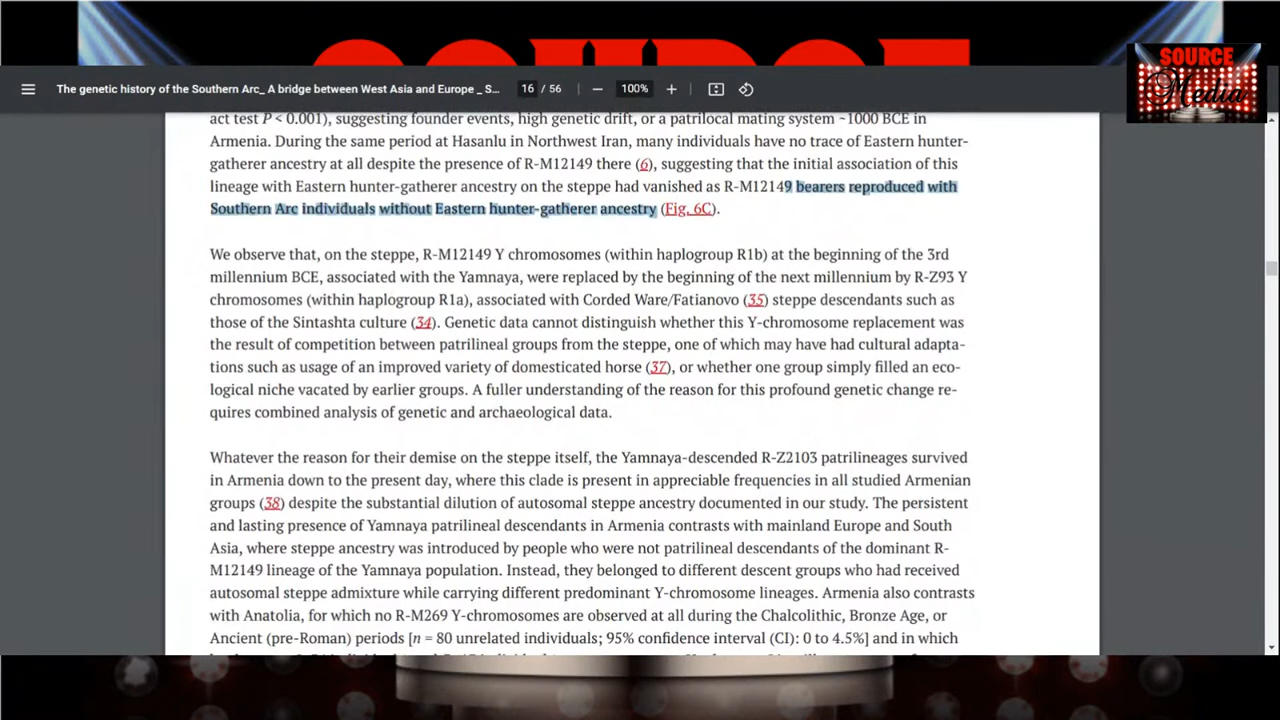 SOURCE
SOURCE
Media
The genetic history of the Southern Arc_ A bridge between West Asia and Europe _ S...
16 / 56
100%
act test P < 0.001), suggesting founder events, high genetic drift, or a patrilocal mating system ~1000 BCE in
Armenia. During the same period at Hasanlu in Northwest Iran, many individuals have no trace of Eastern hunter-
gatherer ancestry at all despite the presence of R-M12149 there (6), suggesting that the initial association of this
lineage with Eastern hunter-gatherer ancestry on the steppe had vanished as R-M12149 bearers reproduced with
Southern Arc individuals without Eastern hunter-gatherer ancestry (Fig. 6C).
We observe that, on the steppe, R-M12149 Y chromosomes (within haplogroup R1b) at the beginning of the 3rd
millennium BCE, associated with the Yamnaya, were replaced by the beginning of the next millennium by R-Z93 Y
chromosomes (within haplogroup R1a), associated with Corded Ware/Fatianovo (35) steppe descendants such as
those of the Sintashta culture (34). Genetic data cannot distinguish whether this Y-chromosome replacement was
the result of competition between patrilineal groups from the steppe, one of which may have had cultural adapta-
tions such as usage of an improved variety of domesticated horse (37), or whether one group simply filled an eco-
logical niche vacated by earlier groups. A fuller understanding of the reason for this profound genetic change re-
quires combined analysis of genetic and archaeological data.
Whatever the reason for their demise on the steppe itself, the Yamnaya-descended R-Z2103 patrilineages survived
in Armenia down to the present day, where this clade is present in appreciable frequencies in all studied Armenian
groups (38) despite the substantial dilution of autosomal steppe ancestry documented in our study. The persistent
and lasting presence of Yamnaya patrilineal descendants in Armenia contrasts with mainland Europe and South
Asia, where steppe ancestry was introduced by people who were not patrilineal descendants of the dominant R-
M12149 lineage of the Yamnaya population. Instead, they belonged to different descent groups who had received
autosomal steppe admixture while carrying different predominant Y-chromosome lineages. Armenia also contrasts
with Anatolia, for which no R-M269 Y-chromosomes are observed at all during the Chalcolithic, Bronze Age, or
Ancient (pre-Roman) periods [n = 80 unrelated individuals; 95% confidence interval (CI): 0 to 4.5%] and in which